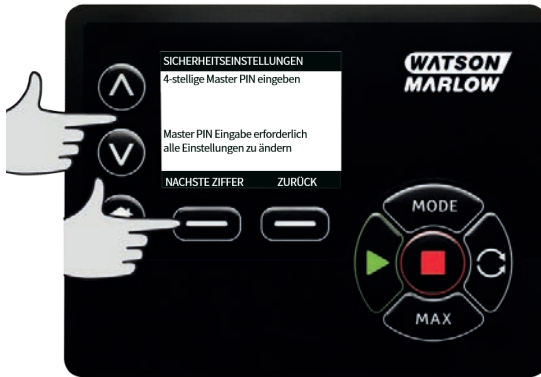 SICHERHEITSEINSTELLUNGEN
4-stellige Master PIN eingeben
Master PIN Eingabe erforderlich
alle Einstellungen zu ändern
NACHSTE ZIFFER ZURÜCK
WATSON
MARLOW
MODE
MAX